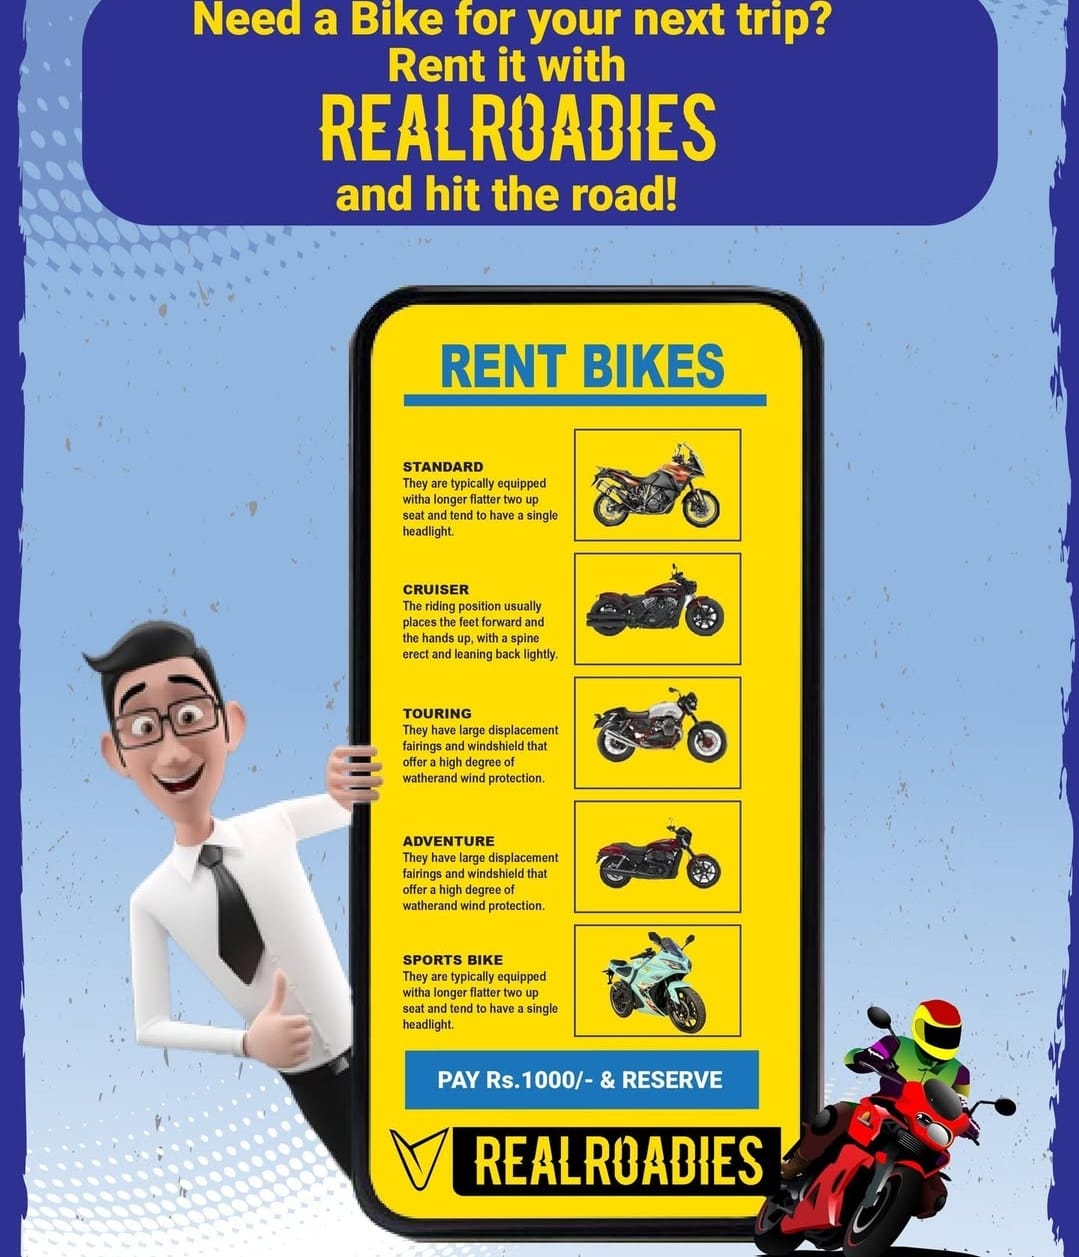 Need a Bike for your next trip?
Rent it with
REALROADIES
and hit the road!
RENT BIKES
STANDARD
They are typically equipped
witha longer flatter two up
seat and tend to have a single
headlight.
CRUISER
The riding position usually
places the feet forward and
the hands up, with a spine
erect and leaning back lightly.
TOURING
They have large displacement
fairings and windshield that
offer a high degree of
watherand wind protection.
ADVENTURE
They have large displacement
fairings and windshield that
offer a high degree of
watherand wind protection.
SPORTS BIKE
They are typically equipped
witha longer flatter two up
seat and tend to have a single
headlight.
PAY Rs.1000/- & RESERVE
REALROADIES